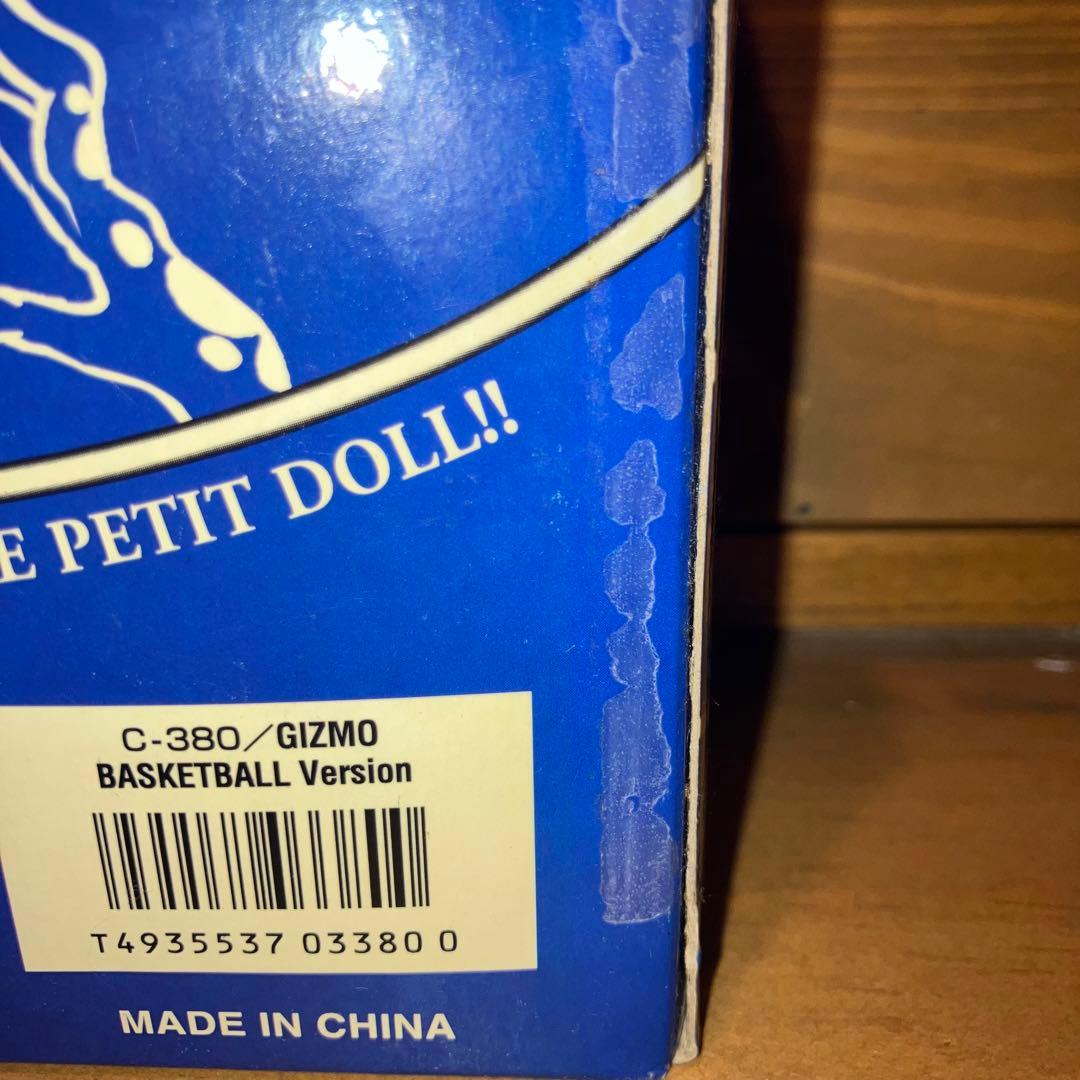 E PETIT DOLL!!
C-380/GIZMO
BASKETBALL Version
T4935537 03380 0
MADE IN CHINA